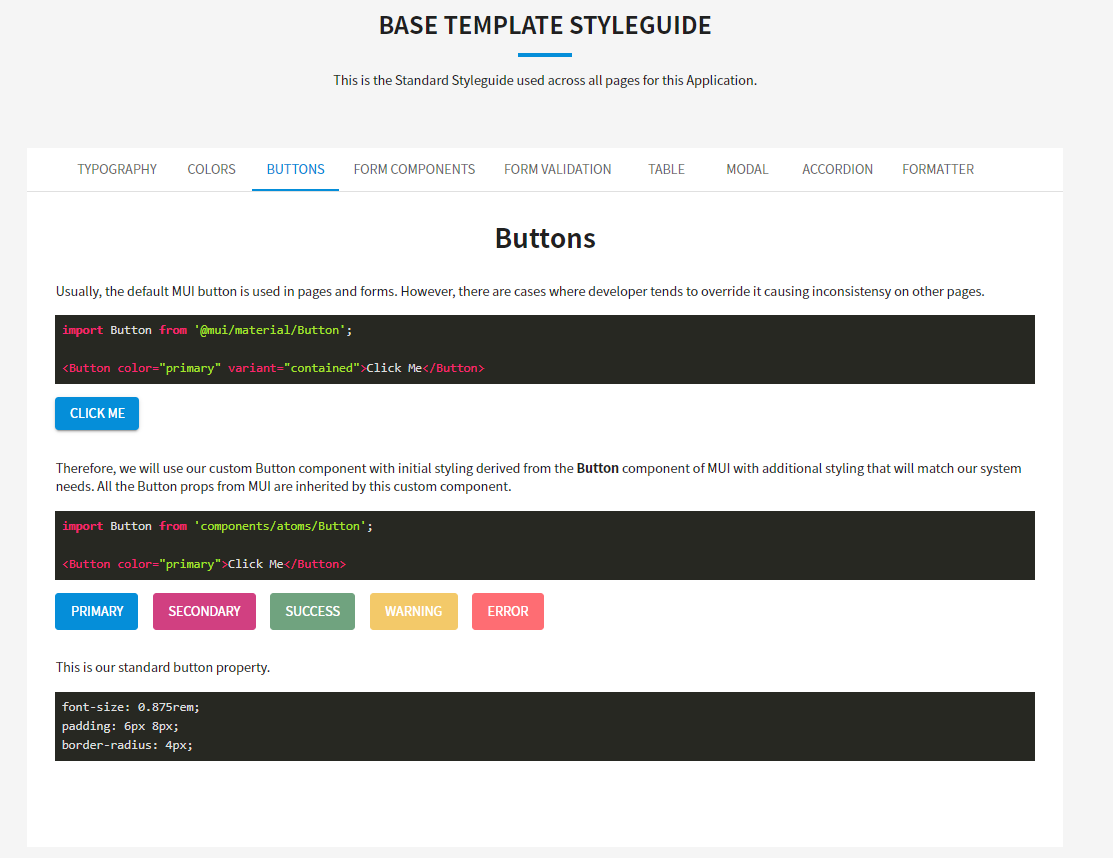 BASE TEMPLATE STYLEGUIDE
This is the Standard Styleguide used across all pages for this Application.
TYPOGRAPHY COLORS BUTTONS FORM COMPONENTS FORM VALIDATION TABLE MODAL ACCORDION FORMATTER
Buttons
Usually, the default MUI button is used in pages and forms. However, there are cases where developer tends to override it causing inconsistensy on other pages.
import Button from '@mui/material/Button';
<Button color="primary" variant="contained">Click Me</Button>
CLICK ME
Therefore, we will use our custom Button component with initial styling derived from the Button component of MUI with additional styling that will match our system
needs. All the Button props from MUI are inherited by this custom component.
import Button from 'components/atoms/Button';
<Button color="primary">Click Me</Button>
PRIMARY SECONDARY SUCCESS WARNING ERROR
This is our standard button property.
font-size: 0.875rem;
padding: 6px 8px;
border-radius: 4px;